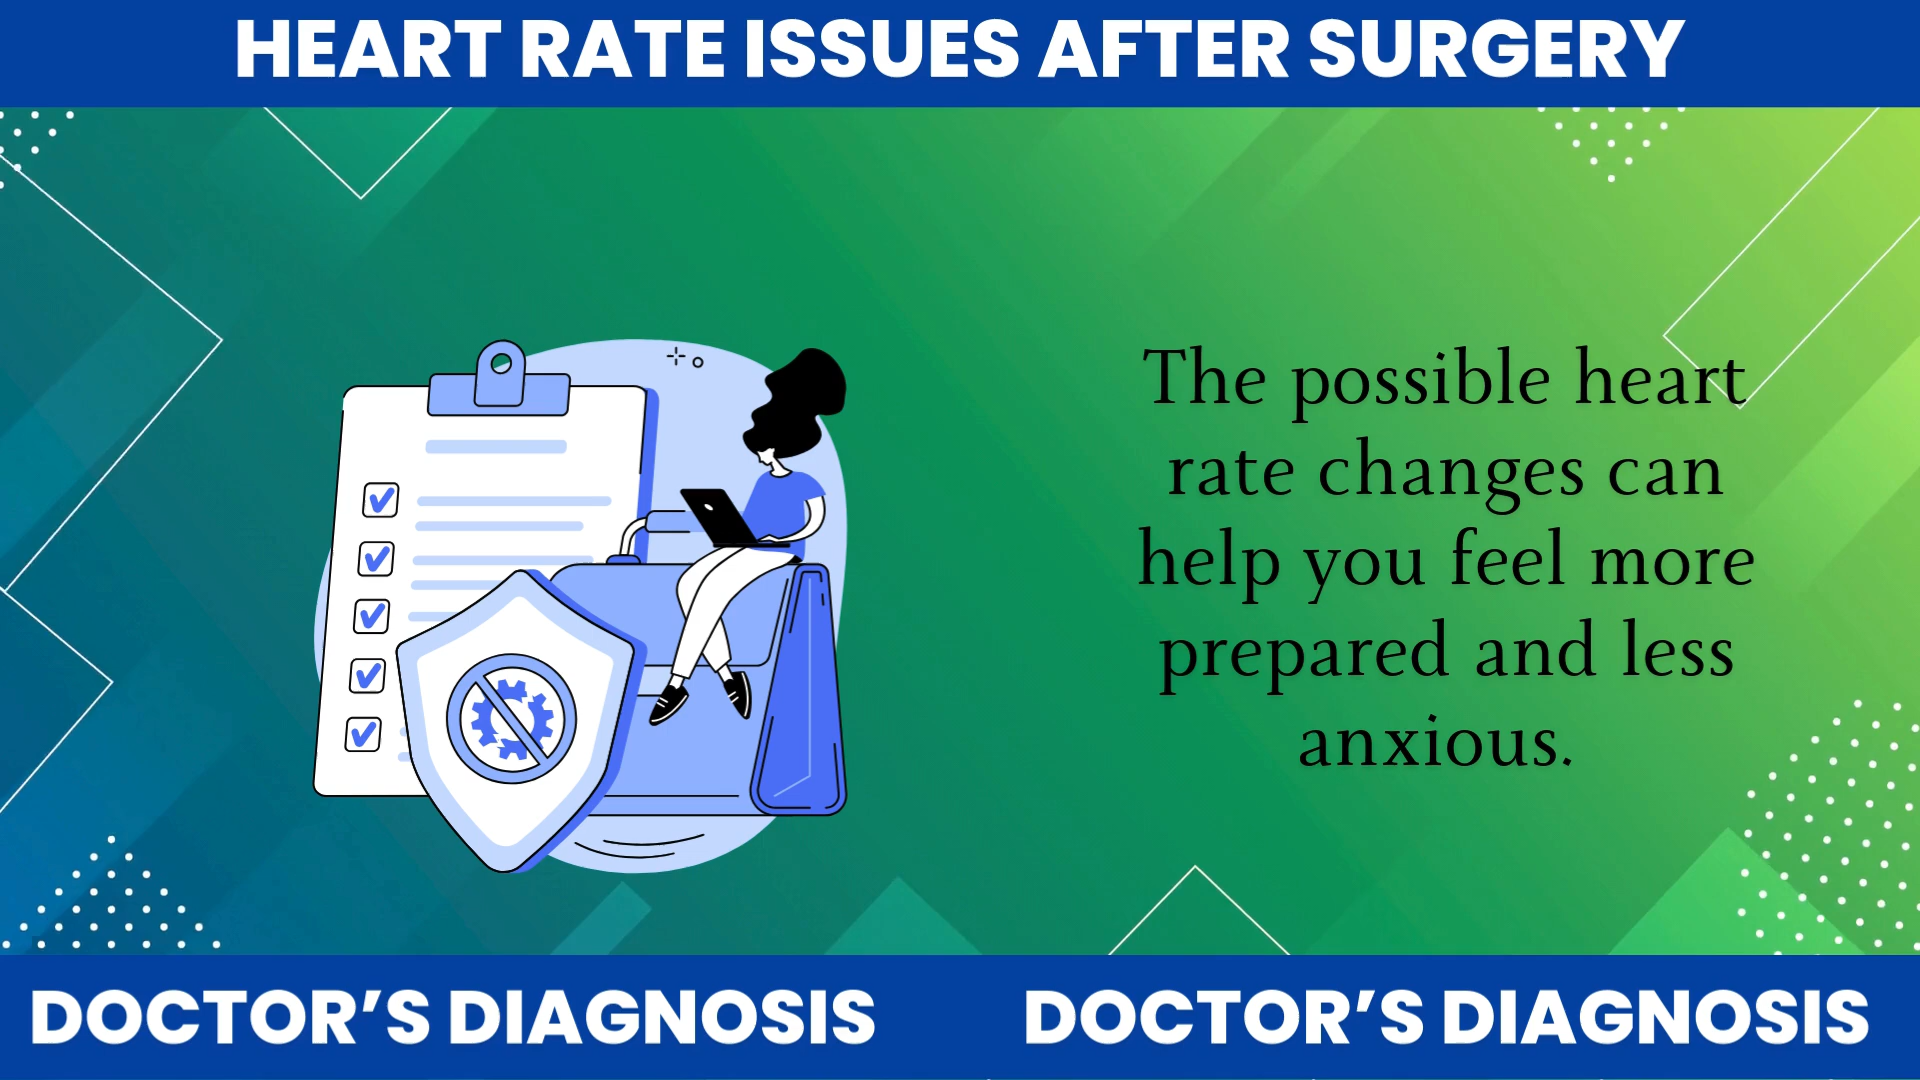 HEART RATE ISSUES AFTER SURGERY
The possible heart
rate changes can
help you feel more
prepared and less
anxious.
DOCTOR’S DIAGNOSIS
DOCTOR’S DIAGNOSIS